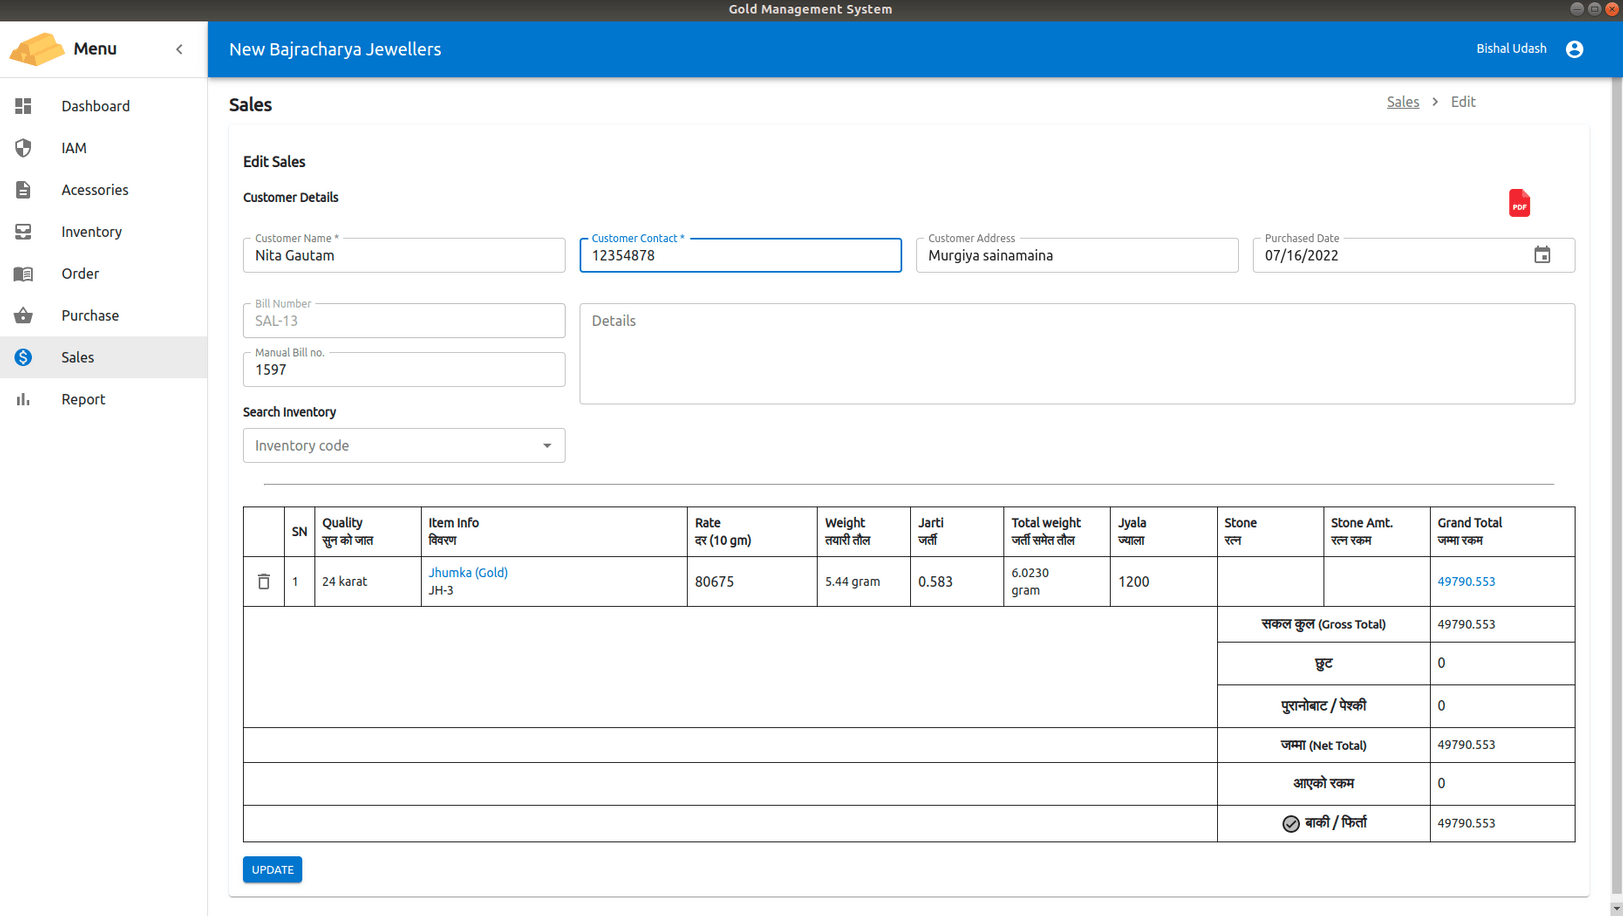 Gold Management System
Menu
New Bajracharya Jewellers
Bishal Udash
Dashboard
IAM
Acessories
Inventory
Order
Purchase
Sales
Report
Sales
Sales > Edit
Edit Sales
Customer Details
PDF
Customer Name *
Nita Gautam
Customer Contact *
12354878
Customer Address
Murgiya sainamaina
Purchased Date
07/16/2022
Bill Number
SAL-13
Details
Manual Bill no.
1597
Search Inventory
Inventory code
SN
Quality
सुन को जात
Item Info
विवरण
Rate
दर (10 gm)
Weight
तयारी तौल
Jarti
जर्ती
Total weight
जर्ती समेत तौल
Jyala
ज्याला
Stone
रत्न
Stone Amt.
रत्न रकम
Grand Total
जम्मा रकम
1
24 karat
Jhumka (Gold)
JH-3
80675
5.44 gram
0.583
6.0230
gram
1200
49790.553
सकल कुल (Gross Total) 49790.553
छुट 0
पुरानोबाट / पेश्की 0
जम्मा (Net Total) 49790.553
आएको रकम 0
बाकी / फिर्ता 49790.553
UPDATE